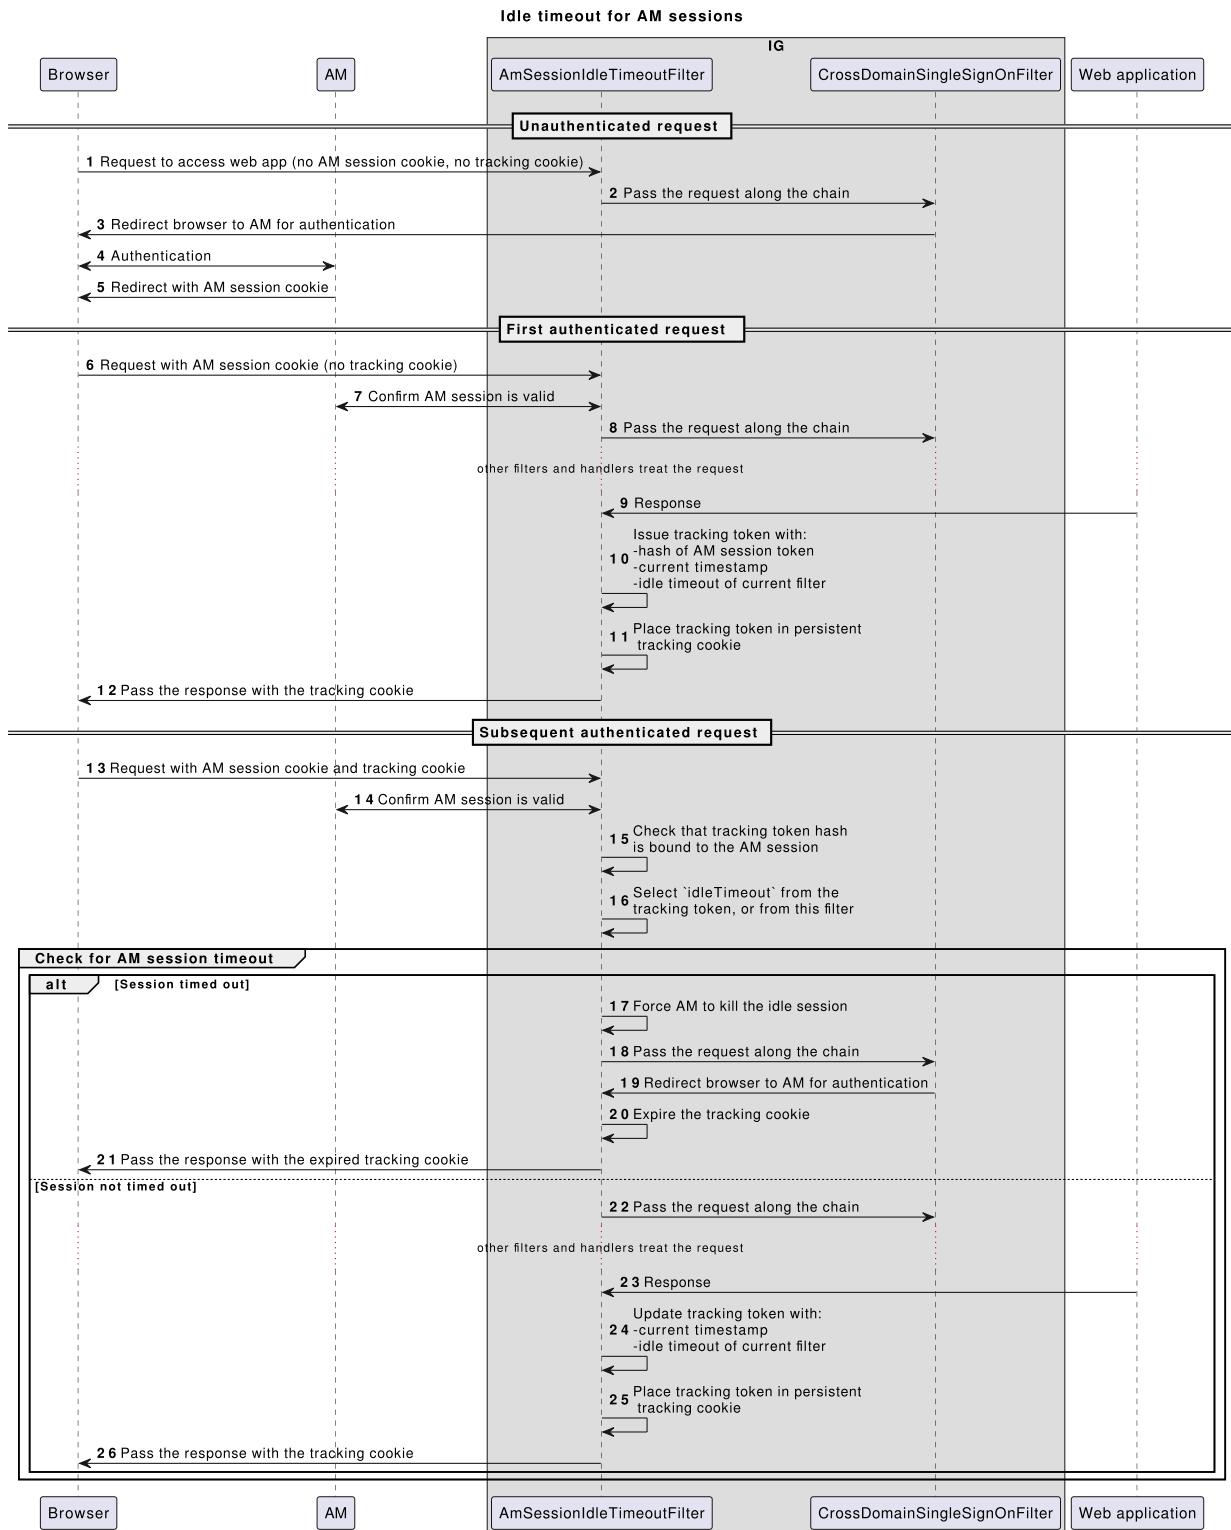 Idle timeout for AM sessions
IG
Browser
AM
AmSessionIdleTimeoutFilter
CrossDomainSingleSignOnFilter
Web application
Unauthenticated request
1 Request to access web app (no AM session cookie, no tracking cookie)
2 Pass the request along the chain
3 Redirect browser to AM for authentication
4 Authentication
5 Redirect with AM session cookie
First authenticated request
6 Request with AM session cookie (no tracking cookie)
7 Confirm AM session is valid
8 Pass the request along the chain
other filters and handlers treat the request
9 Response
Issue tracking token with:
10 -hash of AM session token
-current timestamp
-idle timeout of current filter
11 Place tracking token in persistent
tracking cookie
12 Pass the response with the tracking cookie
Subsequent authenticated request
13 Request with AM session cookie and tracking cookie
14 Confirm AM session is valid
15 Check that tracking token hash
is bound to the AM session
16 Select `idleTimeout` from the
tracking token, or from this filter
Check for AM session timeout
alt [Session timed out]
17 Force AM to kill the idle session
18 Pass the request along the chain
19 Redirect browser to AM for authentication
20 Expire the tracking cookie
21 Pass the response with the expired tracking cookie
[Session not timed out]
22 Pass the request along the chain
other filters and handlers treat the request
23 Response
Update tracking token with:
24 -current timestamp
-idle timeout of current filter
25 Place tracking token in persistent
tracking cookie
26 Pass the response with the tracking cookie
Browser
AM
AmSessionIdleTimeoutFilter
CrossDomainSingleSignOnFilter
Web application